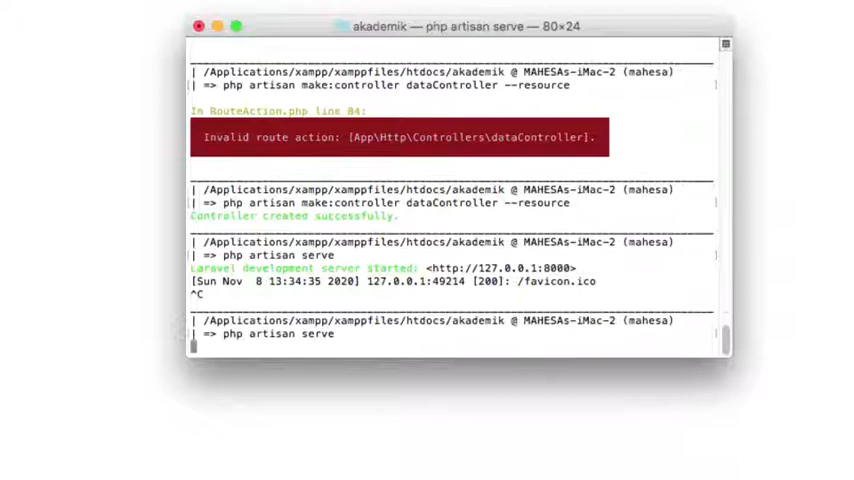 akademik — php artisan serve — 80×24
| /Applications/xampp/xamppfiles/htdocs/akademik @ MAHESAs-iMac-2 (mahesa)
| => php artisan make:controller dataController --resource
In RouteAction.php line 84:
Invalid route action: [App\Http\Controllers\dataController].
| /Applications/xampp/xamppfiles/htdocs/akademik @ MAHESAs-iMac-2 (mahesa)
| => php artisan make:controller dataController --resource
Controller created successfully.
| /Applications/xampp/xamppfiles/htdocs/akademik @ MAHESAs-iMac-2 (mahesa)
| => php artisan serve
Laravel development server started: <http://127.0.0.1:8000>
[Sun Nov  8 13:34:35 2020] 127.0.0.1:49214 [200]: /favicon.ico
^C
| /Applications/xampp/xamppfiles/htdocs/akademik @ MAHESAs-iMac-2 (mahesa)
| => php artisan serve